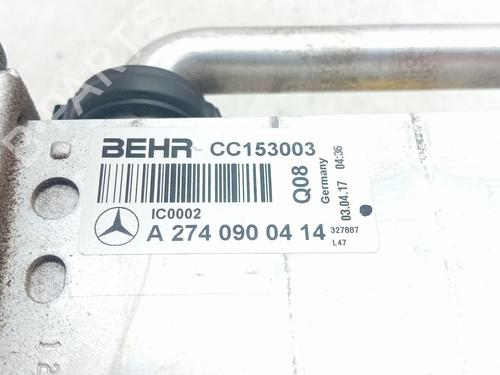 BEHR CC153003
IC0002
A 274 090 04 14
Q08
Germany
03.04.17 04:36
327887
L47